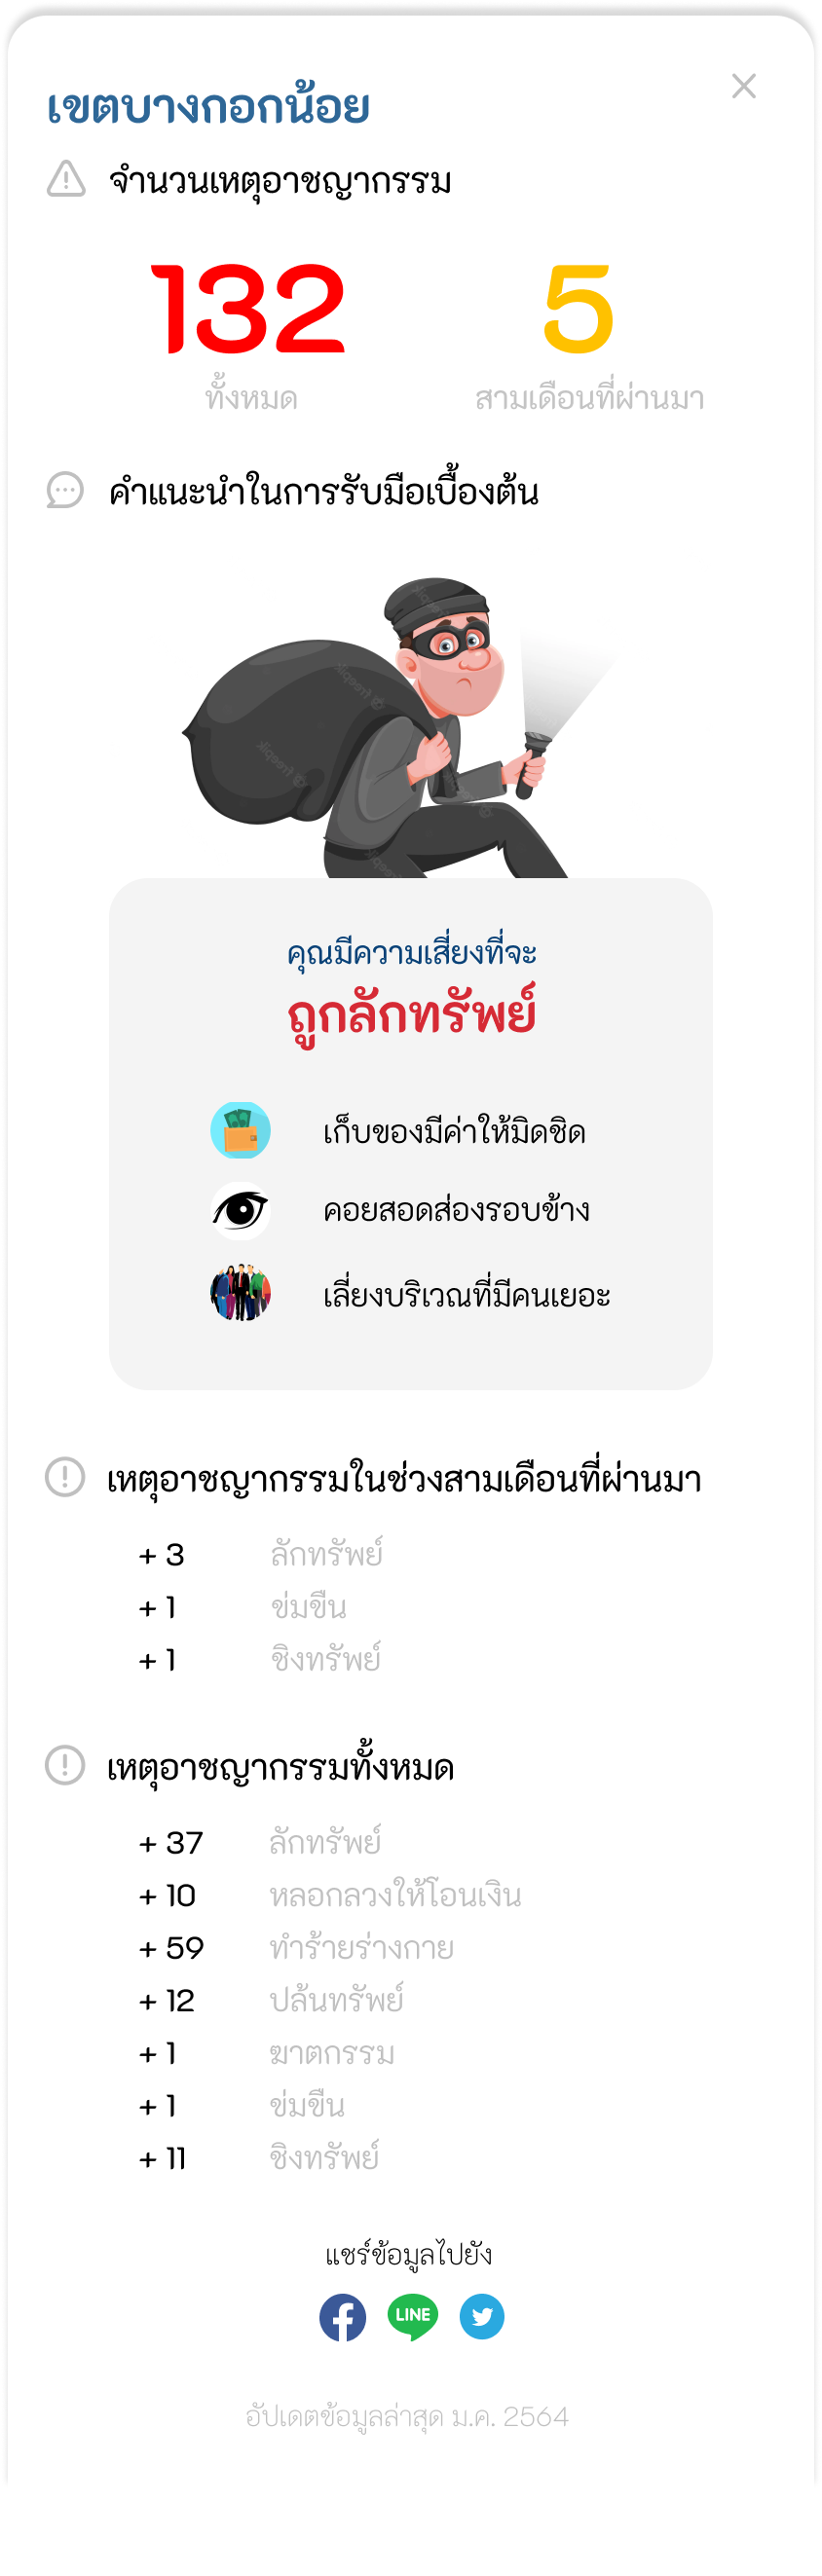 เขตบางกอกน้อย
จำนวนเหตุอาชญากรรม
132 5
ทั้งหมด สามเดือนที่ผ่านมา
คำแนะนำในการรับมือเบื้องต้น
freepik
freepik
คุณมีความเสี่ยงที่จะ
ถูกลักทรัพย์
เก็บของมีค่าให้มิดชิด
คอยสอดส่องรอบข้าง
เลี่ยงบริเวณที่มีคนเยอะ
เหตุอาชญากรรมในช่วงสามเดือนที่ผ่านมา
+ 3 ลักทรัพย์
+ 1 ข่มขืน
+ 1 ชิงทรัพย์
เหตุอาชญากรรมทั้งหมด
+ 37 ลักทรัพย์
+ 10 หลอกลวงให้โอนเงิน
+ 59 ทำร้ายร่างกาย
+ 12 ปล้นทรัพย์
+ 1 ฆาตกรรม
+ 1 ข่มขืน
+ 11 ชิงทรัพย์
แชร์ข้อมูลไปยัง
LINE
อัปเดตข้อมูลล่าสุด ม.ค. 2564